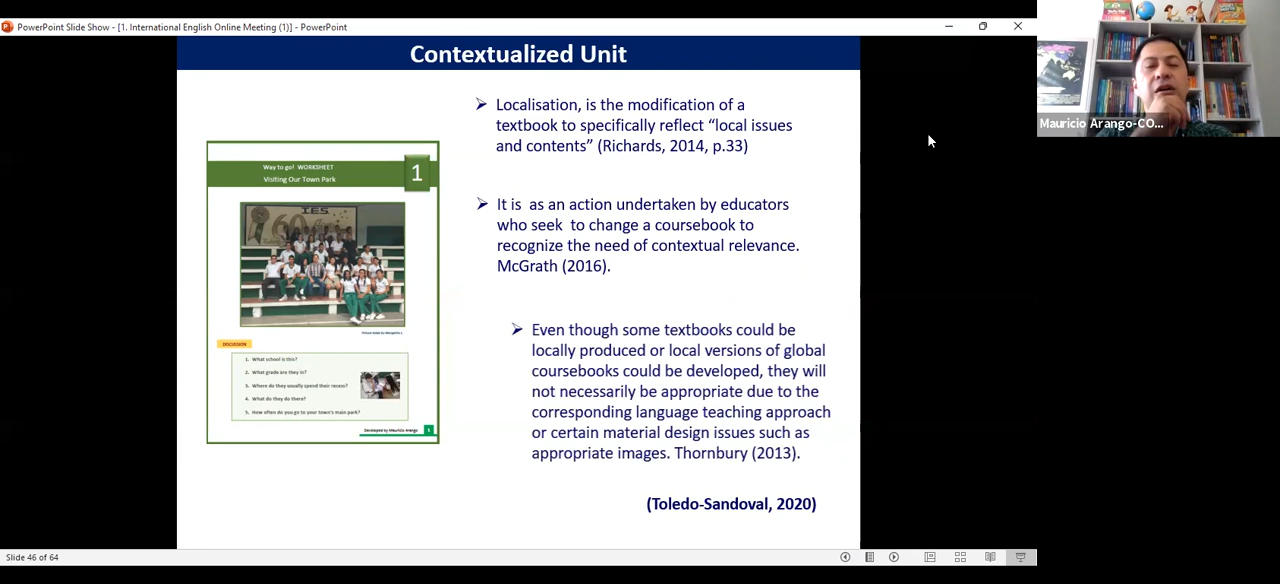 PowerPoint Slide Show - [1. International English Online Meeting (1)] - PowerPoint
Contextualized Unit
Way to go! WORKSHEET
Visiting Our Town Park
1
IES
60
DISCUSSION
1. What school is this?
2. What grade are they in?
3. Where do they usually spend their recess?
4. What do they do there?
5. How often do you go to your town's main park?
Developed by Mauricio Arango
➢ Localisation, is the modification of a
textbook to specifically reflect “local issues
and contents” (Richards, 2014, p.33)
➢ It is as an action undertaken by educators
who seek to change a coursebook to
recognize the need of contextual relevance.
McGrath (2016).
➢ Even though some textbooks could be
locally produced or local versions of global
coursebooks could be developed, they will
not necessarily be appropriate due to the
corresponding language teaching approach
or certain material design issues such as
appropriate images. Thornbury (2013).
(Toledo-Sandoval, 2020)
Mauricio Arango-CO...
Slide 46 of 64